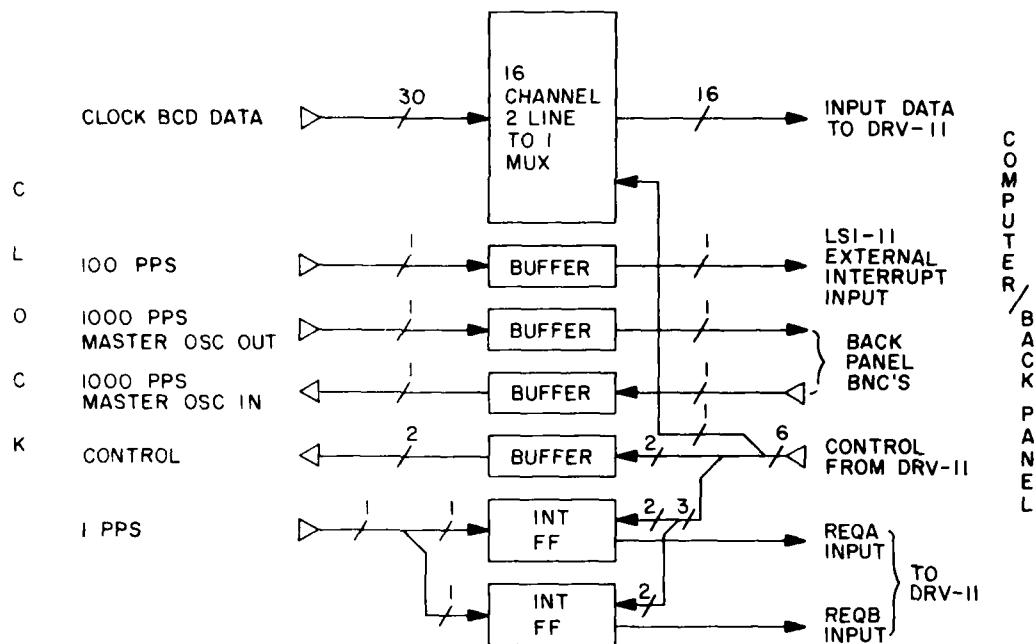 30
16
CLOCK BCD DATA
16
CHANNEL
2 LINE
TO 1
MUX
INPUT DATA
TO DRV-11
CLOCK
COMPUTER/BACK PANEL
100 PPS
1
BUFFER
1
LSI-11
EXTERNAL
INTERRUPT
INPUT
1000 PPS
MASTER OSC OUT
1
BUFFER
1
BACK
PANEL
BNC'S
1000 PPS
MASTER OSC IN
1
BUFFER
1
1
CONTROL
2
BUFFER
2
6
CONTROL
FROM DRV-11
1 PPS
1
1
INT
FF
2
3
REQA
INPUT
TO
DRV-11
1
INT
FF
2
REQB
INPUT